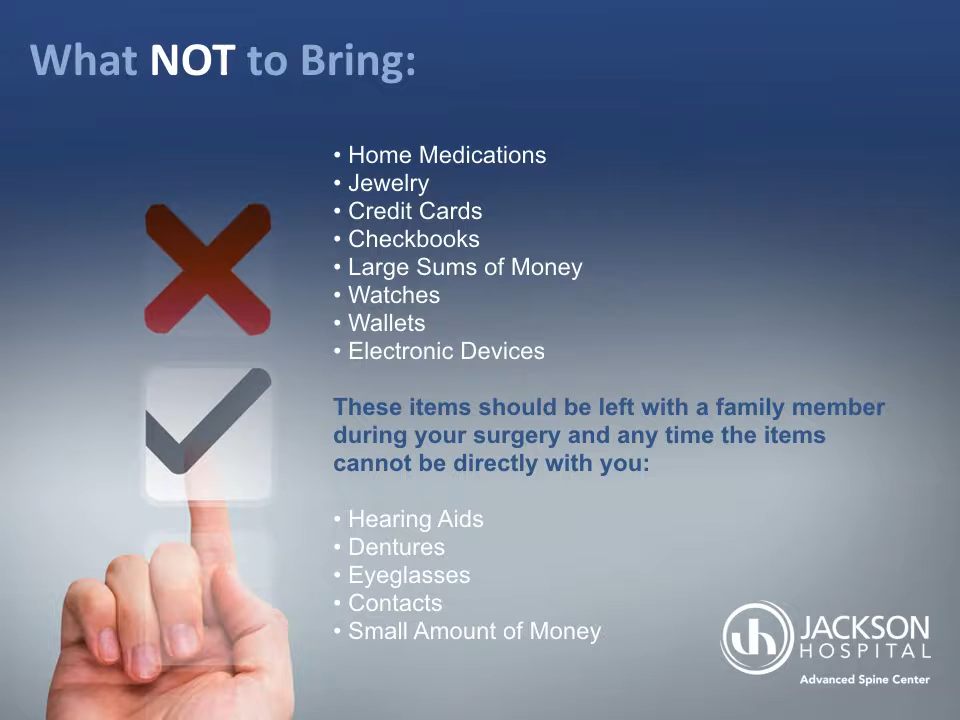 What NOT to Bring:
• Home Medications
• Jewelry
• Credit Cards
• Checkbooks
• Large Sums of Money
• Watches
• Wallets
• Electronic Devices
These items should be left with a family member
during your surgery and any time the items
cannot be directly with you:
• Hearing Aids
• Dentures
• Eyeglasses
• Contacts
• Small Amount of Money
jh JACKSON
HOSPITAL
Advanced Spine Center